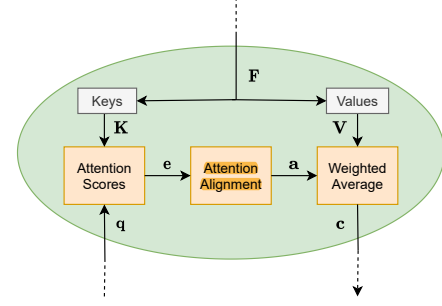 F
Keys
Values
K
V
Attention
Scores
e
Attention
Alignment
a
Weighted
Average
q
c